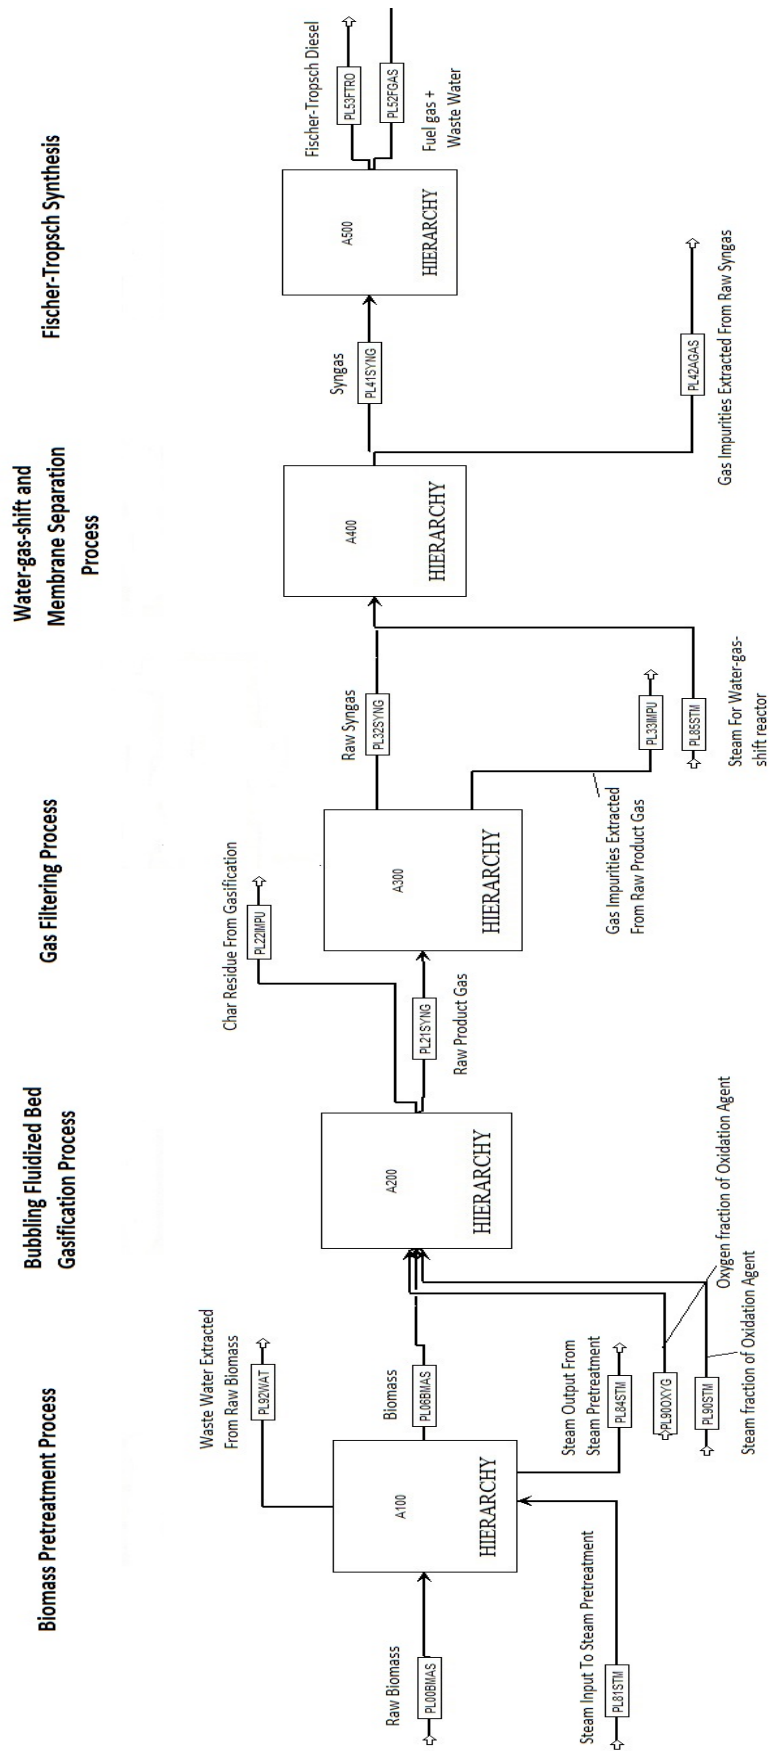 Biomass Pretreatment Process
Bubbling Fluidized Bed
Gasification Process
Gas Filtering Process
Water-gas-shift and
Membrane Separation
Process
Fischer-Tropsch Synthesis
Raw Biomass
PL00BMAS
Steam Input To Steam Pretreatment
PL81STM
A100
HIERARCHY
Waste Water Extracted
From Raw Biomass
PL92WAT
Biomass
PL06BMAS
Steam Output From
Steam Pretreatment
PL84STM
PL90OXYG
PL90STM
Oxygen fraction of Oxidation Agent
Steam fraction of Oxidation Agent
A200
HIERARCHY
Char Residue From Gasification
PL22IMPU
PL21SYNG
Raw Product Gas
A300
HIERARCHY
Raw Syngas
PL32SYNG
Gas Impurities Extracted
From Raw Product Gas
PL33IMPU
PL85STM
Steam For Water-gas-
shift reactor
A400
HIERARCHY
Syngas
PL41SYNG
PL42AGAS
Gas Impurities Extracted From Raw Syngas
A500
HIERARCHY
Fischer-Tropsch Diesel
PL53FTRO
PL52FGAS
Fuel gas +
Waste Water